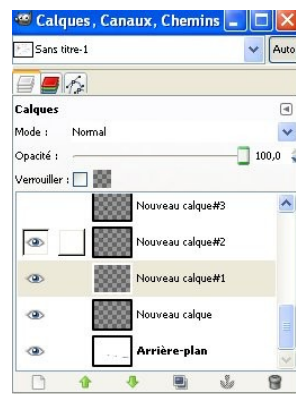 Calques, Canaux, Chemins
Sans titre-1
Auto
Calques
Mode : Normal
Opacité : 100,0
Verrouiller :
Nouveau calque#3
Nouveau calque#2
Nouveau calque#1
Nouveau calque
Arrière-plan